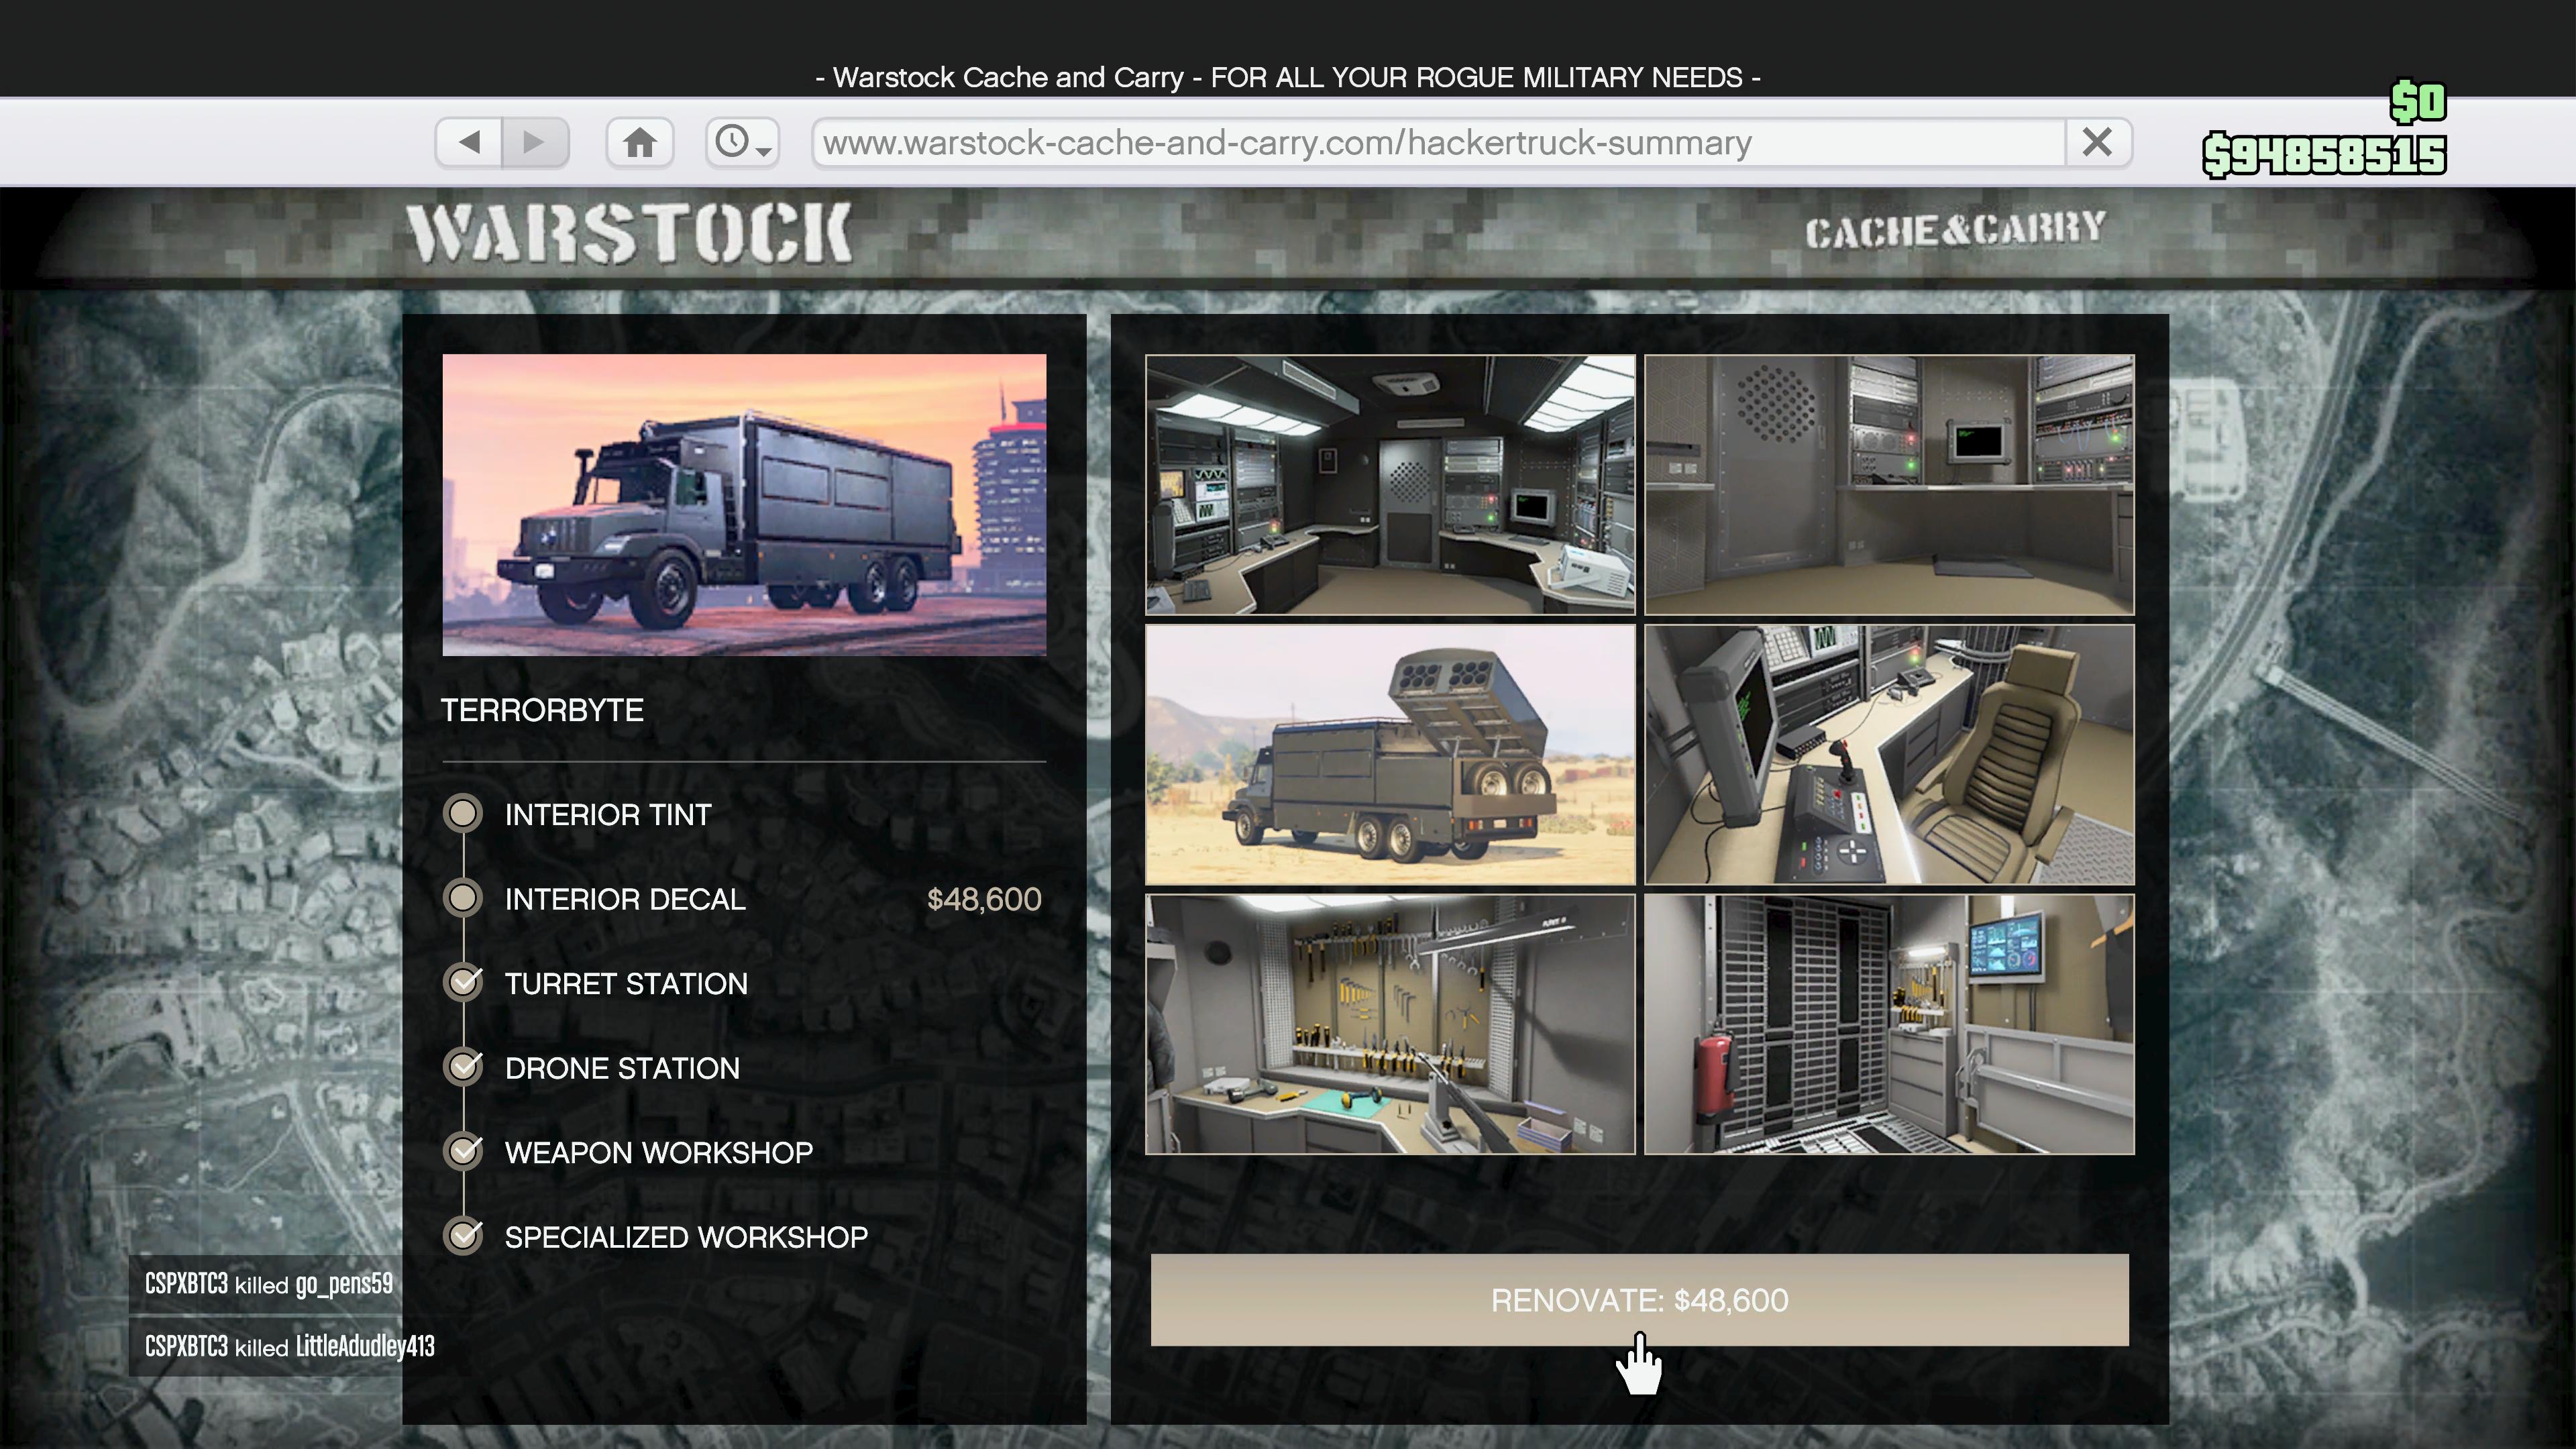 - Warstock Cache and Carry - FOR ALL YOUR ROGUE MILITARY NEEDS -
$0
www.warstock-cache-and-carry.com/hackertruck-summary
$94858515
WARSTOCK
CACHE&CARRY
TERRORBYTE
INTERIOR TINT
INTERIOR DECAL $48,600
TURRET STATION
DRONE STATION
WEAPON WORKSHOP
SPECIALIZED WORKSHOP
CSPXBTC3 killed go_pens59
RENOVATE: $48,600
CSPXBTC3 killed LittleAdudley413